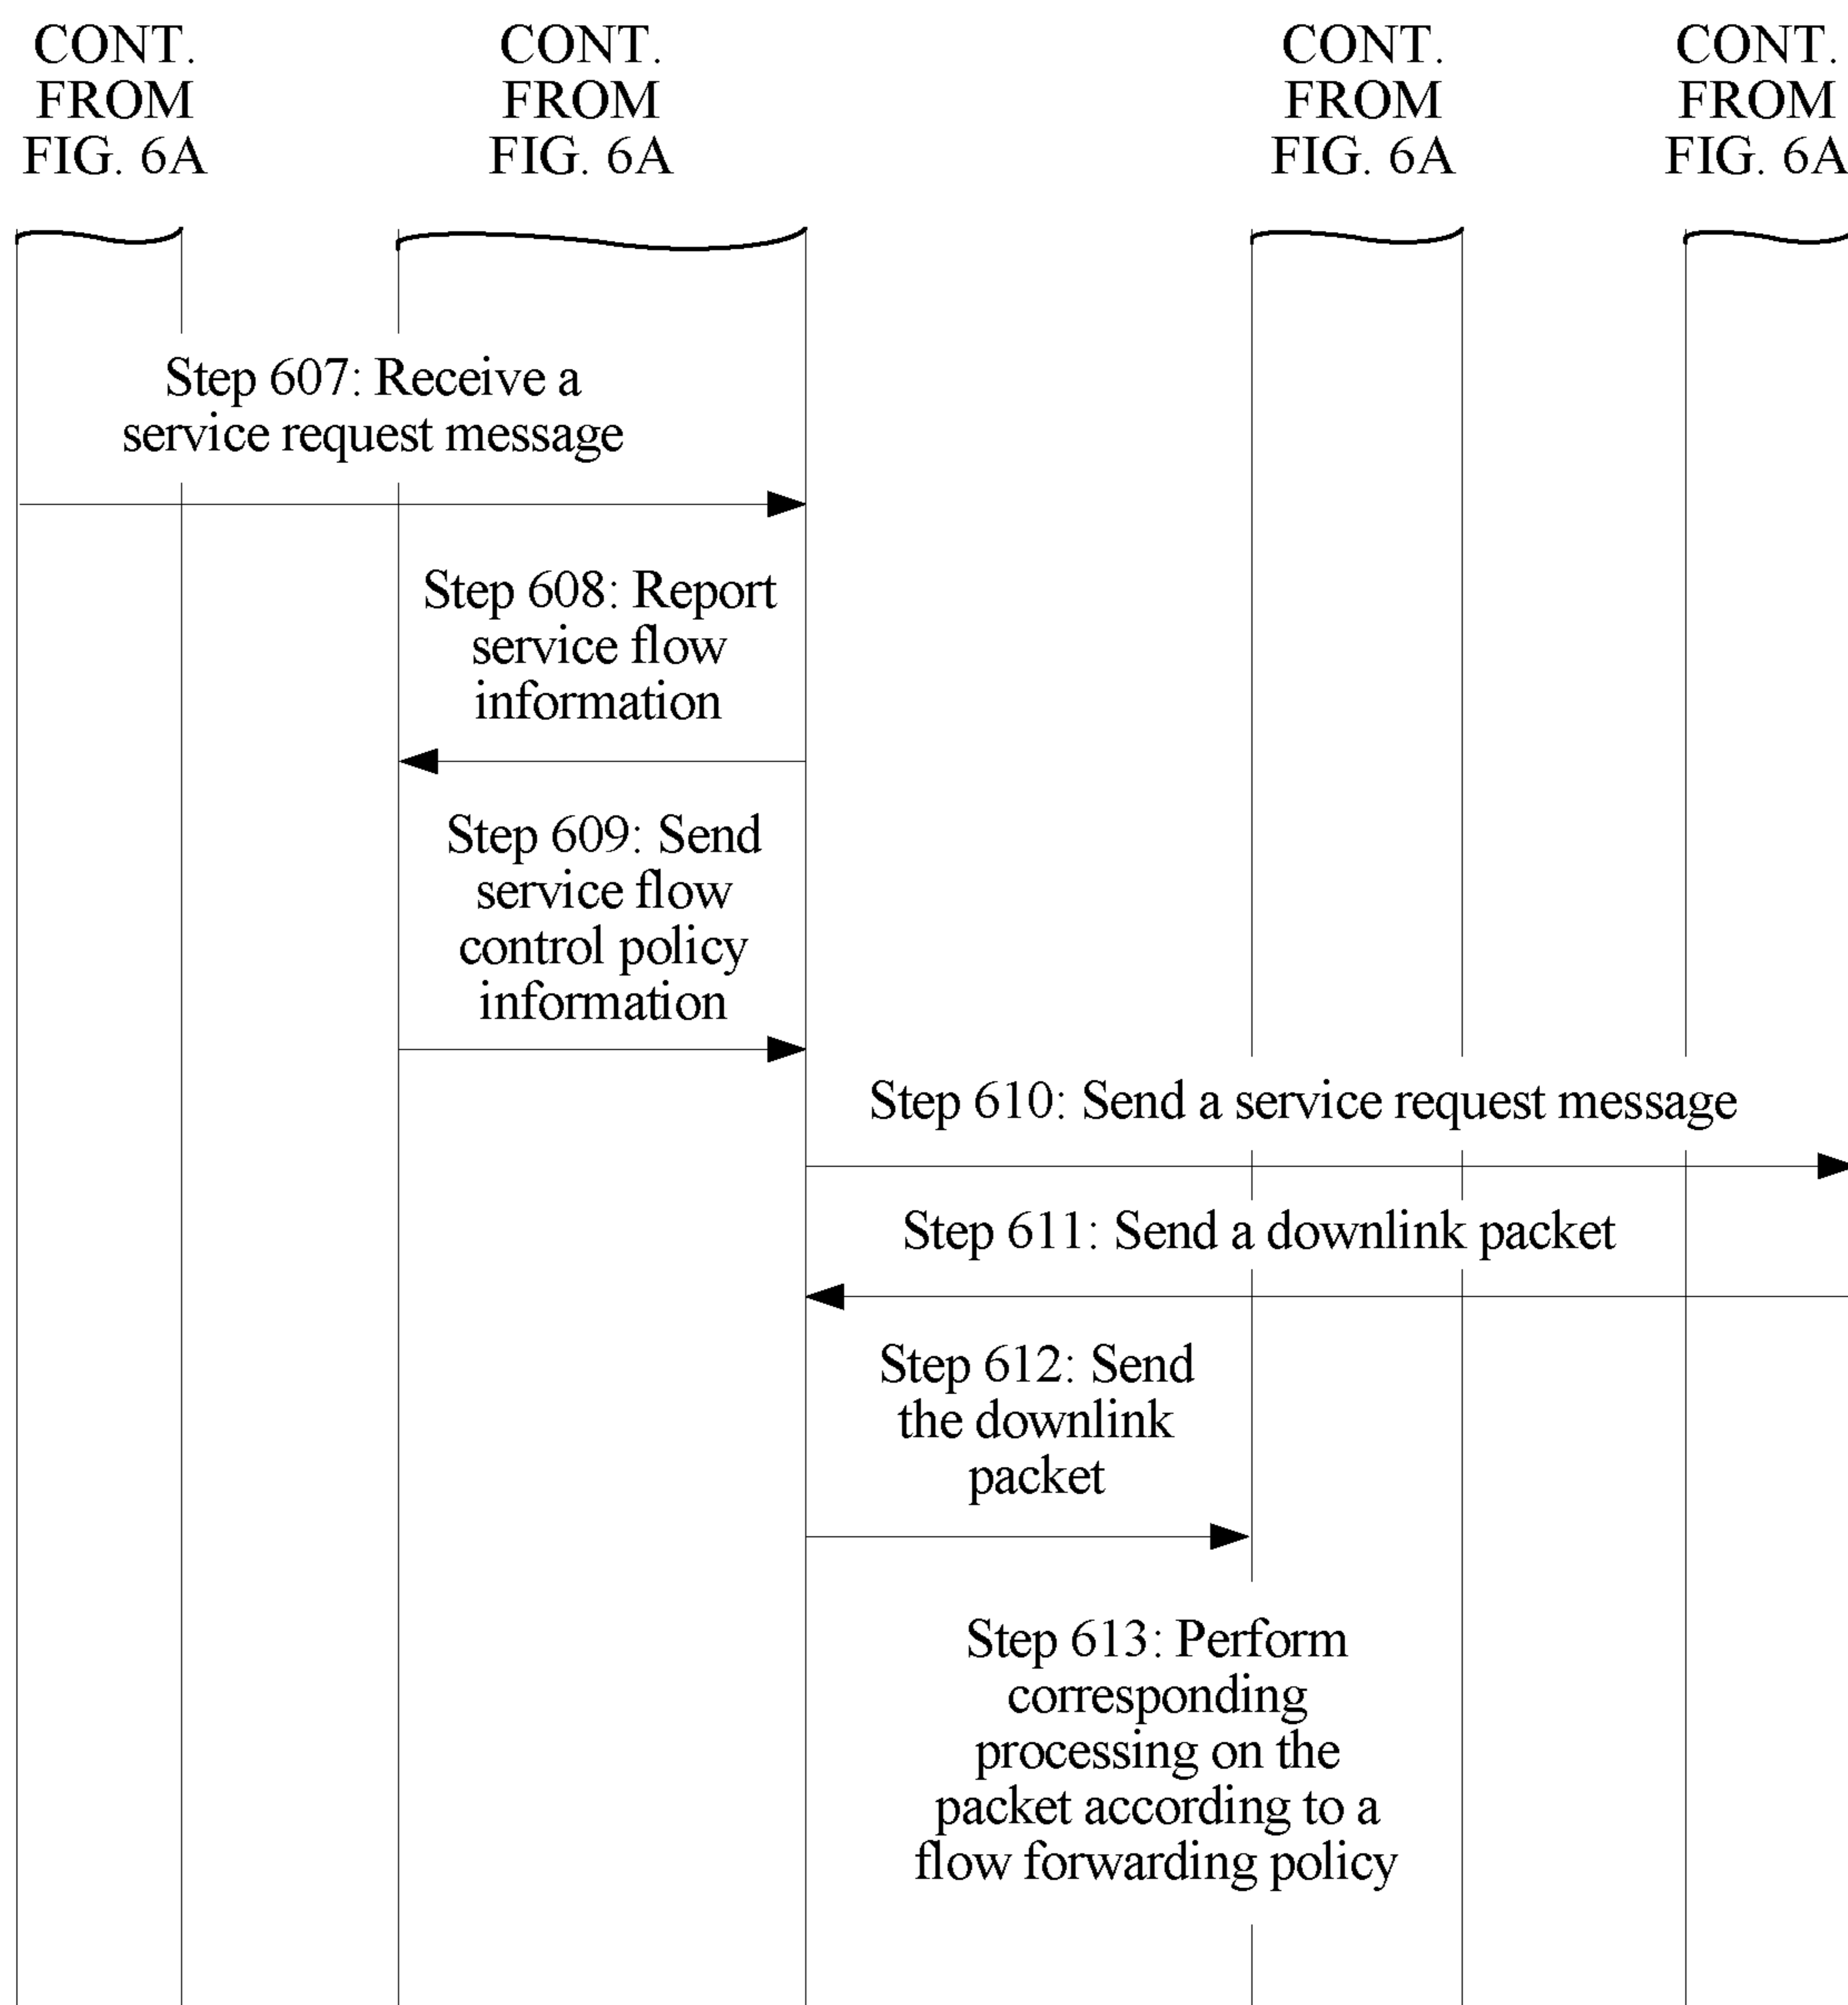 CONT.
FROM
FIG. 6A
CONT.
FROM
FIG. 6A
CONT.
FROM
FIG. 6A
CONT.
FROM
FIG. 6A
Step 607: Receive a
service request message
Step 608: Report
service flow
information
Step 609: Send
service flow
control policy
information
Step 610: Send a service request message
Step 611: Send a downlink packet
Step 612: Send
the downlink
packet
Step 613: Perform
corresponding
processing on the
packet according to a
flow forwarding policy